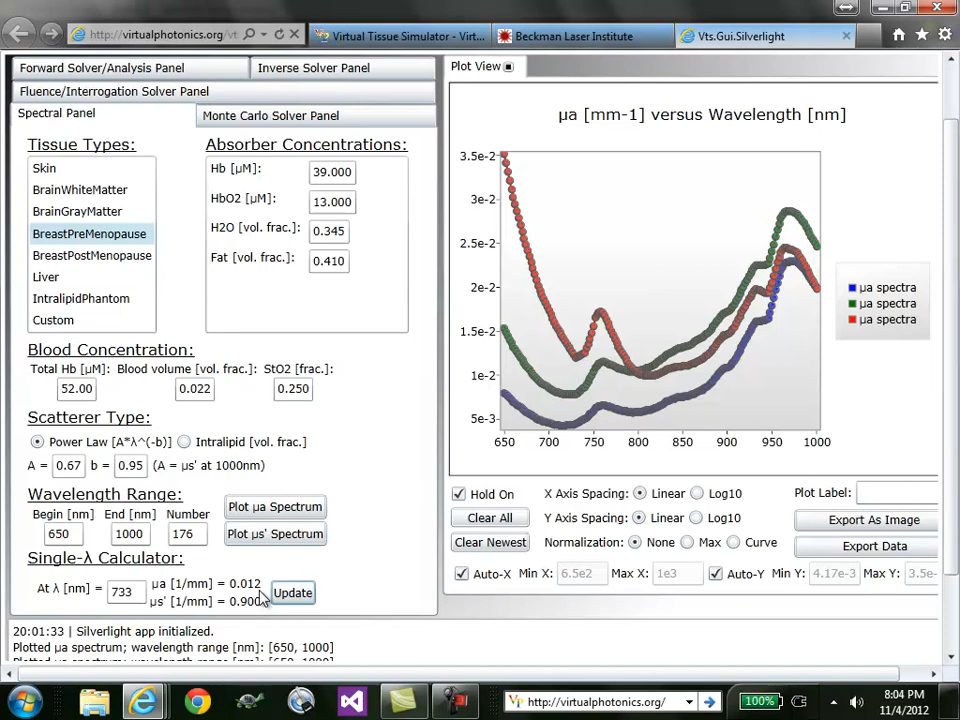 http://virtualphotonics.org/vt
Virtual Tissue Simulator - Virt...
Beckman Laser Institute
Vts.Gui.Silverlight
Forward Solver/Analysis Panel
Inverse Solver Panel
Fluence/Interrogation Solver Panel
Spectral Panel
Monte Carlo Solver Panel
Tissue Types:
Skin
BrainWhiteMatter
BrainGrayMatter
BreastPreMenopause
BreastPostMenopause
Liver
IntralipidPhantom
Custom
Absorber Concentrations:
Hb [µM]: 39.000
HbO2 [µM]: 13.000
H2O [vol. frac.]: 0.345
Fat [vol. frac.]: 0.410
Blood Concentration:
Total Hb [µM]: Blood volume [vol. frac.]: StO2 [frac.]:
52.00 0.022 0.250
Scatterer Type:
Power Law [A*λ^(-b)] Intralipid [vol. frac.]
A = 0.67 b = 0.95 (A = µs' at 1000nm)
Wavelength Range:
Begin [nm] End [nm] Number
650 1000 176
Plot µa Spectrum
Plot µs' Spectrum
Single-λ Calculator:
At λ [nm] = 733
µa [1/mm] = 0.012
µs' [1/mm] = 0.900
Update
20:01:33 | Silverlight app initialized.
Plotted µa spectrum; wavelength range [nm]: [650, 1000]
Plotted µa spectrum; wavelength range [nm]: [650, 1000]
Plot View
µa [mm-1] versus Wavelength [nm]
3.5e-2
3e-2
2.5e-2
2e-2
1.5e-2
1e-2
5e-3
650 700 750 800 850 900 950 1000
µa spectra
µa spectra
µa spectra
Hold On
Clear All
Clear Newest
X Axis Spacing: Linear Log10
Y Axis Spacing: Linear Log10
Normalization: None Max Curve
Plot Label:
Export As Image
Export Data
Auto-X Min X: 6.5e2 Max X: 1e3 Auto-Y Min Y: 4.17e-3 Max Y: 3.5e-
Vp http://virtualphotonics.org/
100%
8:04 PM
11/4/2012